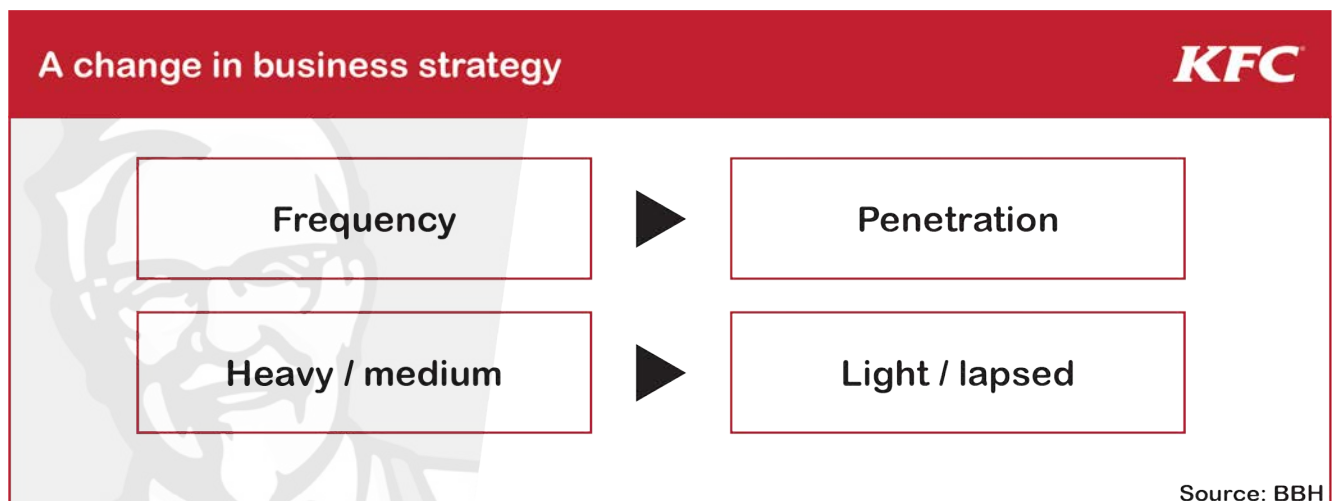 A change in business strategy
KFC
Frequency
Penetration
Heavy / medium
Light / lapsed
Source: BBH